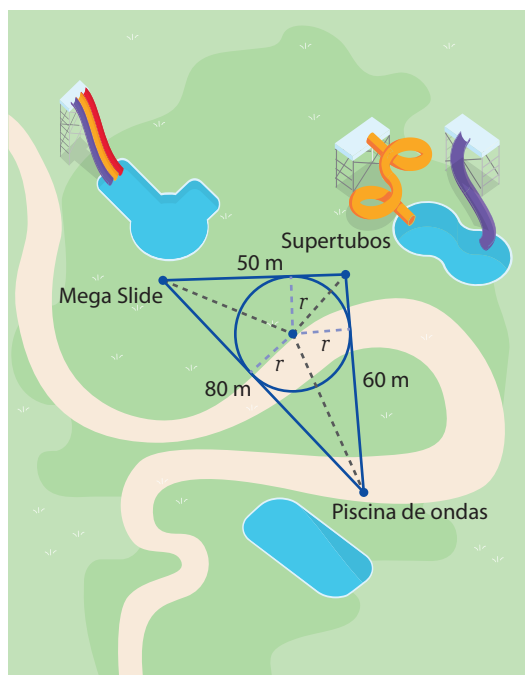 Supertubos
50 m
Mega Slide
r
r
r
80 m
60 m
Piscina de ondas